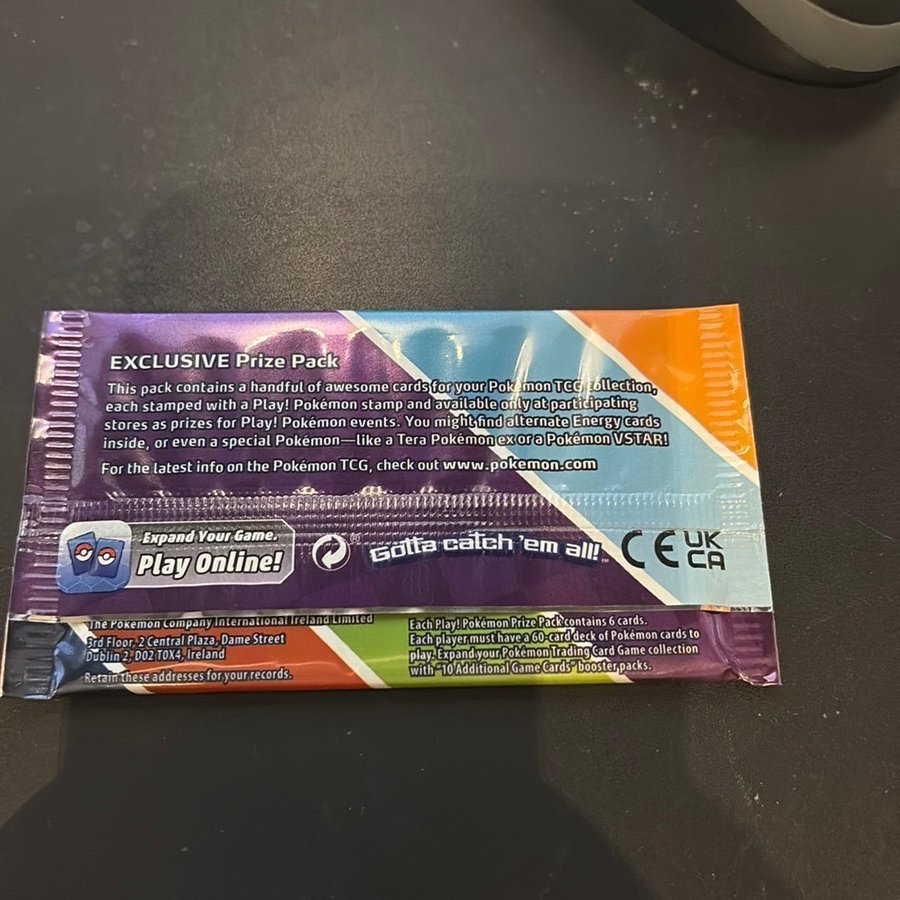 EXCLUSIVE Prize Pack
This pack contains a handful of awesome cards for your Pokémon TCG collection,
each stamped with a Play! Pokémon stamp and available only at participating
stores as prizes for Play! Pokémon events. You might find alternate Energy cards
inside, or even a special Pokémon—like a Tera Pokémon ex or a Pokémon VSTAR!
For the latest info on the Pokémon TCG, check out www.pokemon.com
Expand Your Game.
Play Online!
®
Gotta catch 'em all!™
CE
UK
CA
The Pokémon Company International Ireland Limited
3rd Floor, 2 Central Plaza, Dame Street
Dublin 2, D02 T0X4, Ireland
Retain these addresses for your records.
Each Play! Pokémon Prize Pack contains 6 cards.
Each player must have a 60-card deck of Pokémon cards to
play. Expand your Pokémon Trading Card Game collection
with "10 Additional Game Cards" booster packs.